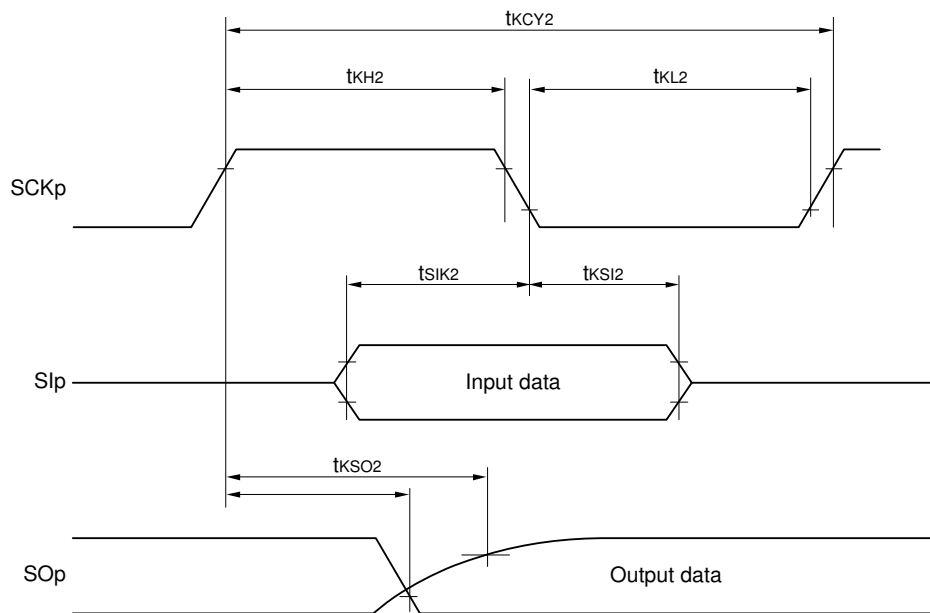 tKCY2
tKH2
tKL2
SCKp
tSIK2
tKSI2
SIp
Input data
tKSO2
SOp
Output data